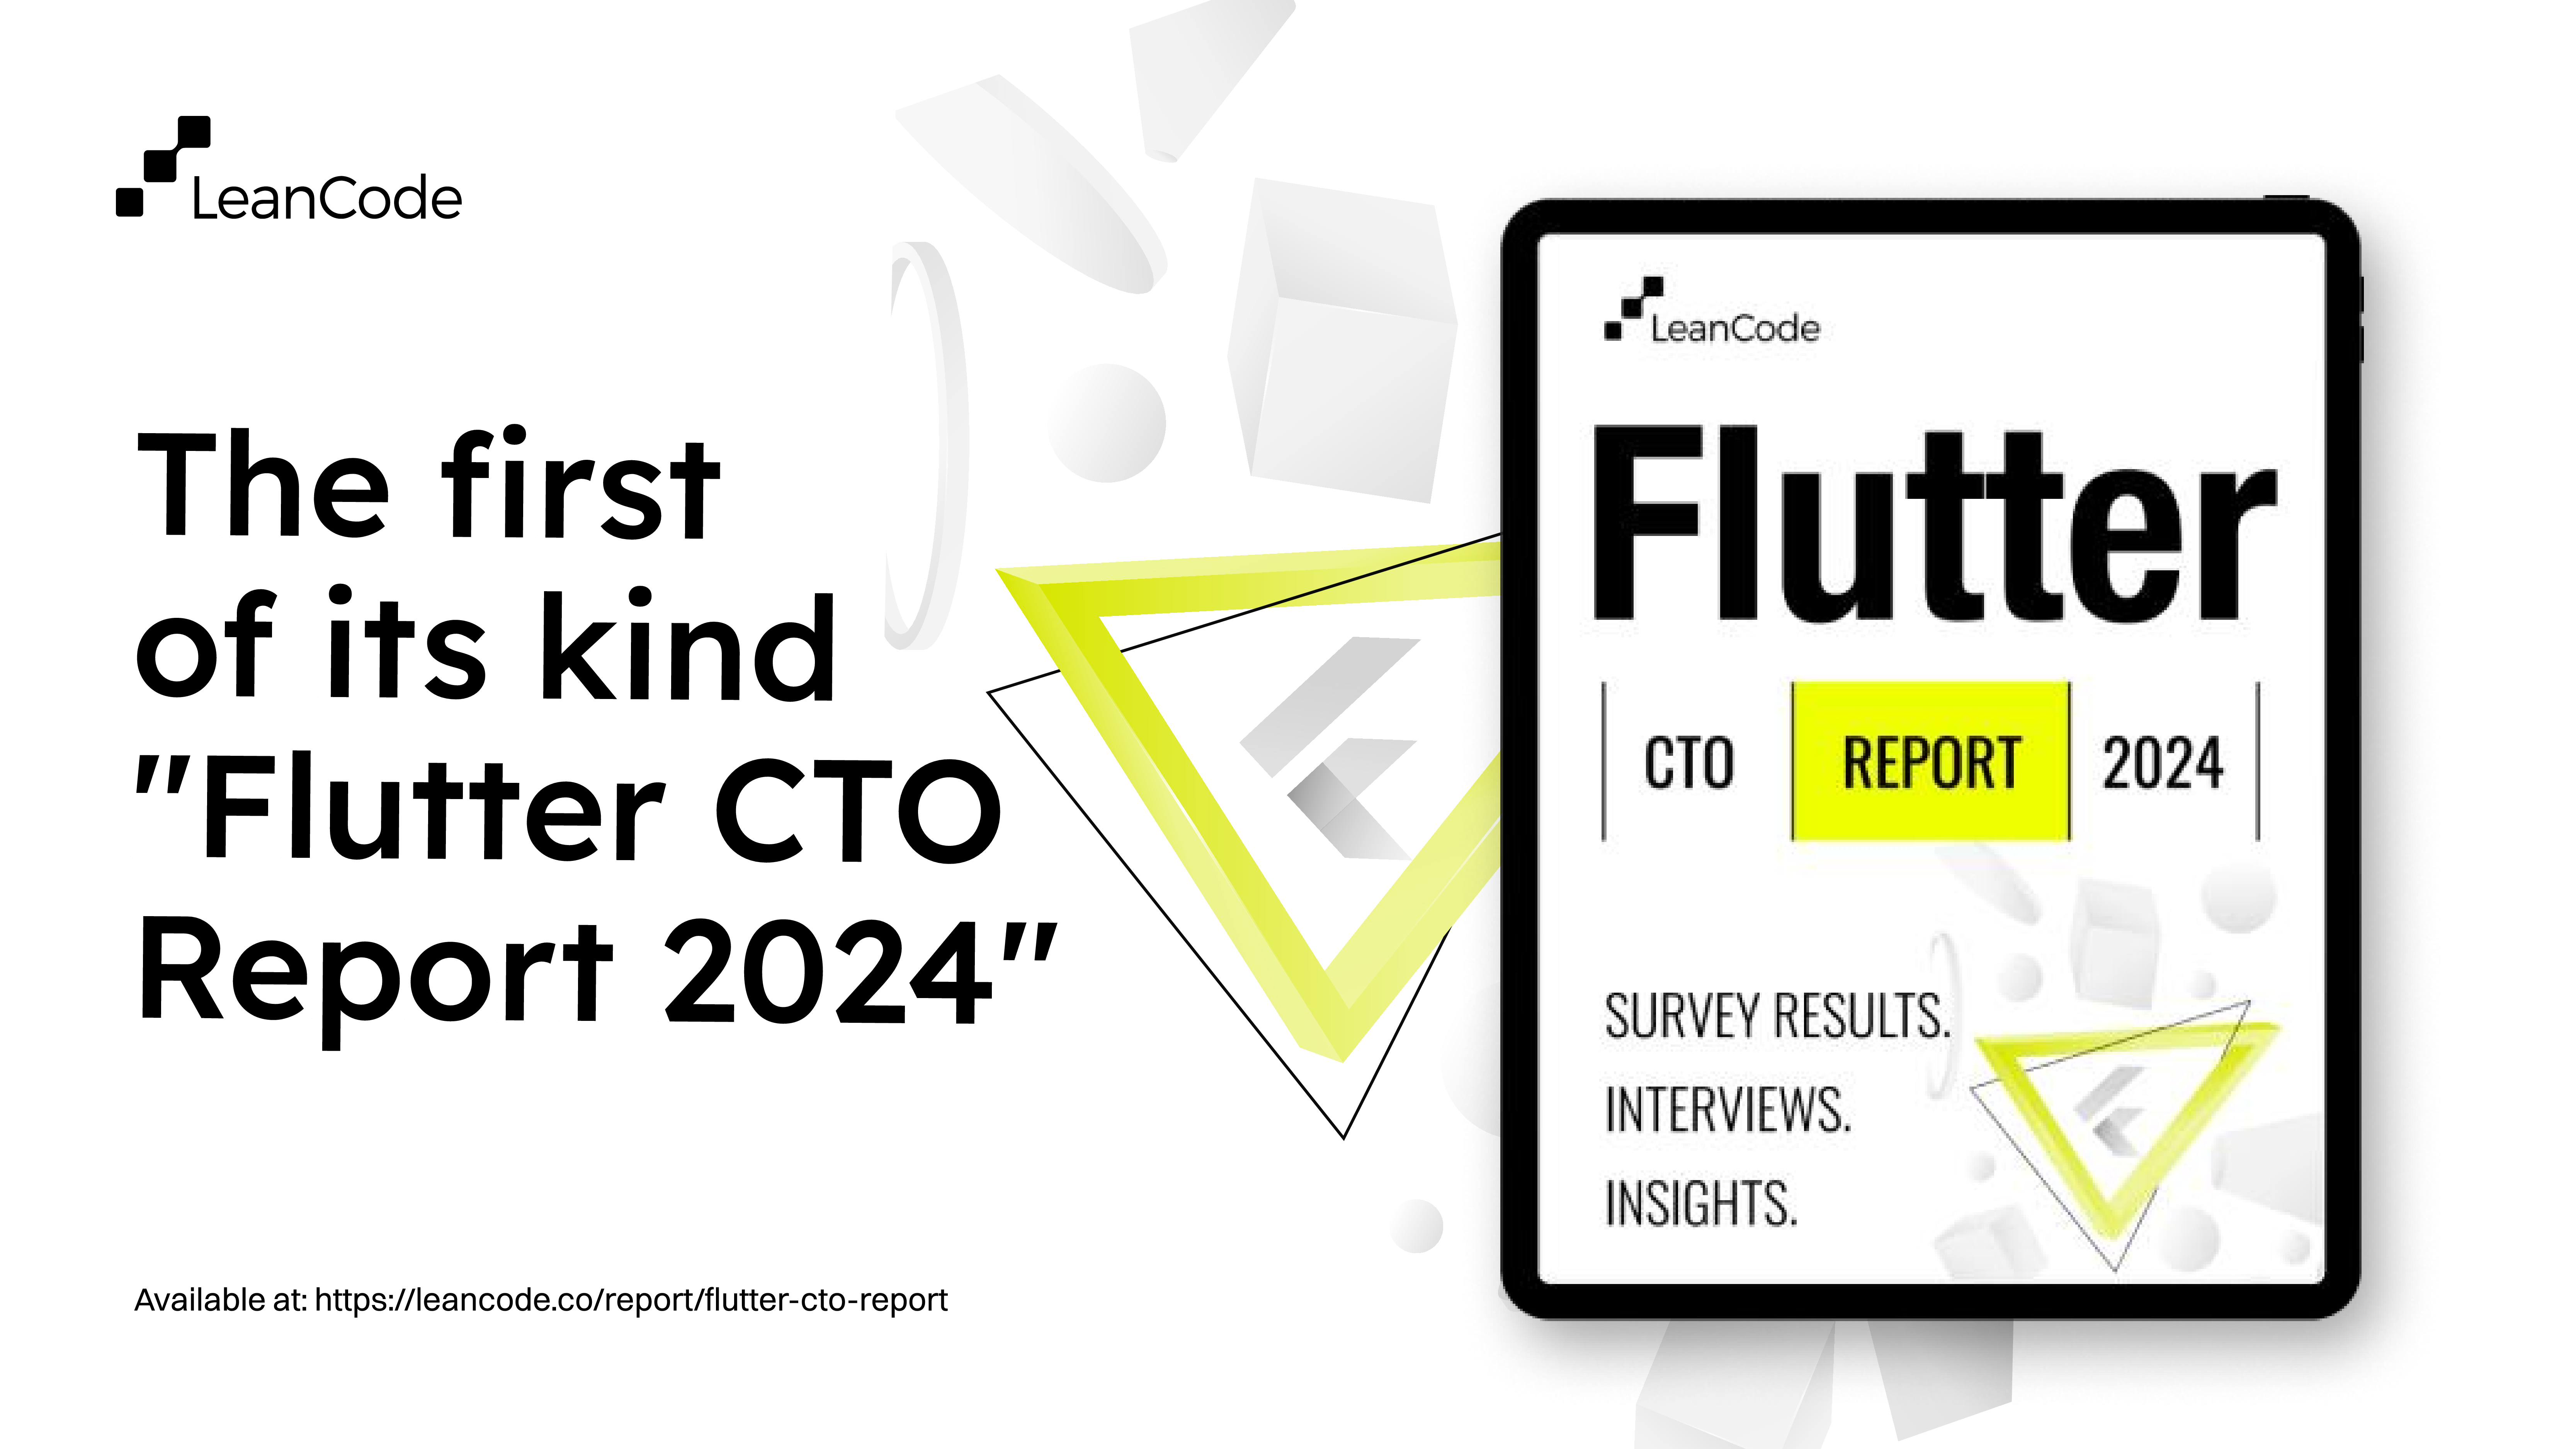 LeanCode
The first
of its kind
"Flutter CTO
Report 2024"
Available at: https://leancode.co/report/flutter-cto-report
LeanCode
Flutter
CTO REPORT 2024
SURVEY RESULTS.
INTERVIEWS.
INSIGHTS.